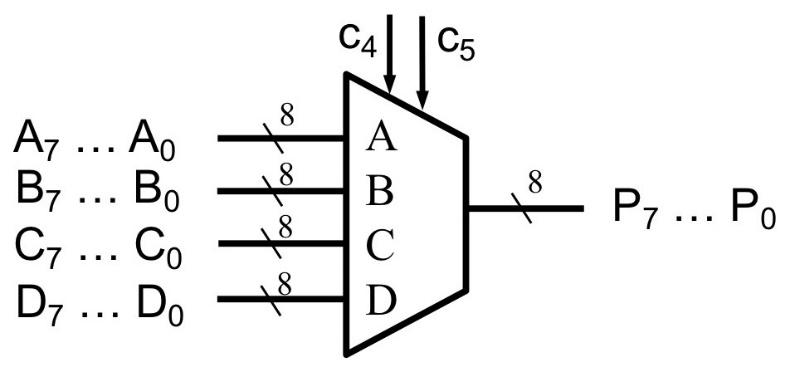 c₄ c₅
A₇ … A₀ 8 A
B₇ … B₀ 8 B 8 P₇ … P₀
C₇ … C₀ 8 C
D₇ … D₀ 8 D